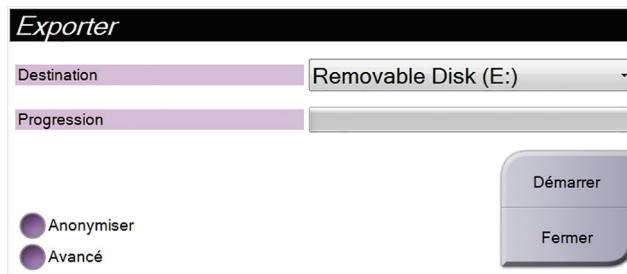 Exporter
Destination
Removable Disk (E:)
Progression
Démarrer
Anonymiser
Fermer
Avancé